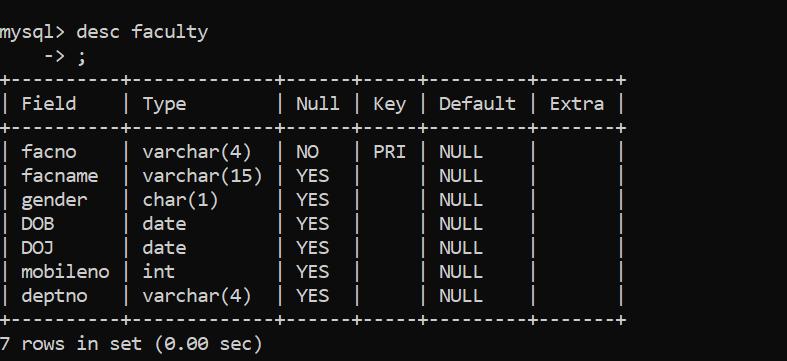 mysql> desc faculty
    -> ;
+----------+-------------+------+-----+---------+-------+
| Field    | Type        | Null | Key | Default | Extra |
+----------+-------------+------+-----+---------+-------+
| facno    | varchar(4)  | NO   | PRI | NULL    |       |
| facname  | varchar(15) | YES  |     | NULL    |       |
| gender   | char(1)     | YES  |     | NULL    |       |
| DOB      | date        | YES  |     | NULL    |       |
| DOJ      | date        | YES  |     | NULL    |       |
| mobileno | int         | YES  |     | NULL    |       |
| deptno   | varchar(4)  | YES  |     | NULL    |       |
+----------+-------------+------+-----+---------+-------+
7 rows in set (0.00 sec)